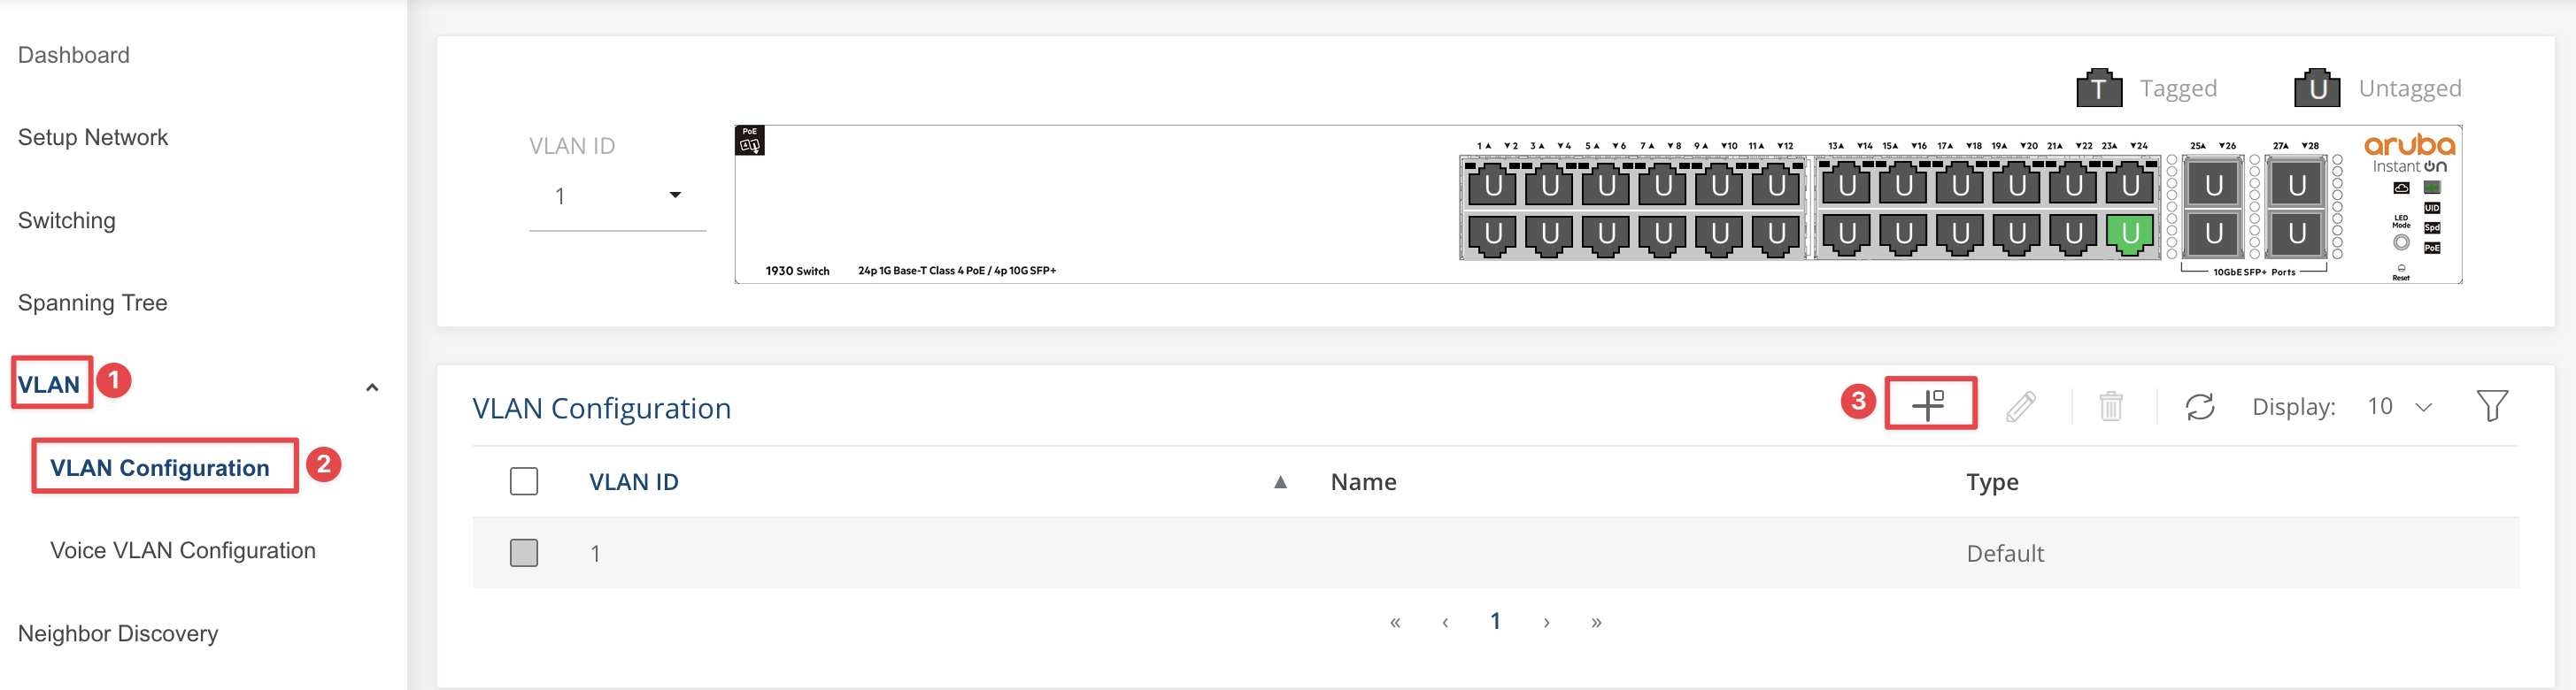 Dashboard
Setup Network
Switching
Spanning Tree
VLAN 1
VLAN Configuration 2
Voice VLAN Configuration
Neighbor Discovery
T Tagged U Untagged
VLAN ID
1
PoE
1▲ ▼2 3▲ ▼4 5▲ ▼6 7▲ ▼8 9▲ ▼10 11▲ ▼12 13▲ ▼14 15▲ ▼16 17▲ ▼18 19▲ ▼20 21▲ ▼22 23▲ ▼24 25▲ ▼26 27▲ ▼28
U U U U U U U U U U U U U U
U U U U U U U U U U U U U U
aruba
Instant On
UID
LED Mode
Spd
PoE
Reset
1930 Switch 24p 1G Base-T Class 4 PoE / 4p 10G SFP+
10GbE SFP+ Ports
VLAN Configuration 3 Display: 10
VLAN ID ▲ Name Type
1 Default
« ‹ 1 › »